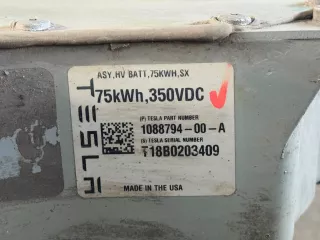 ASY,HV BATT,75KWH,SX
75kWh,350VDC
TESLA
(P) TESLA PART NUMBER
1088794-00-A
(S) TESLA SERIAL NUMBER
T18B0203409
MADE IN THE USA